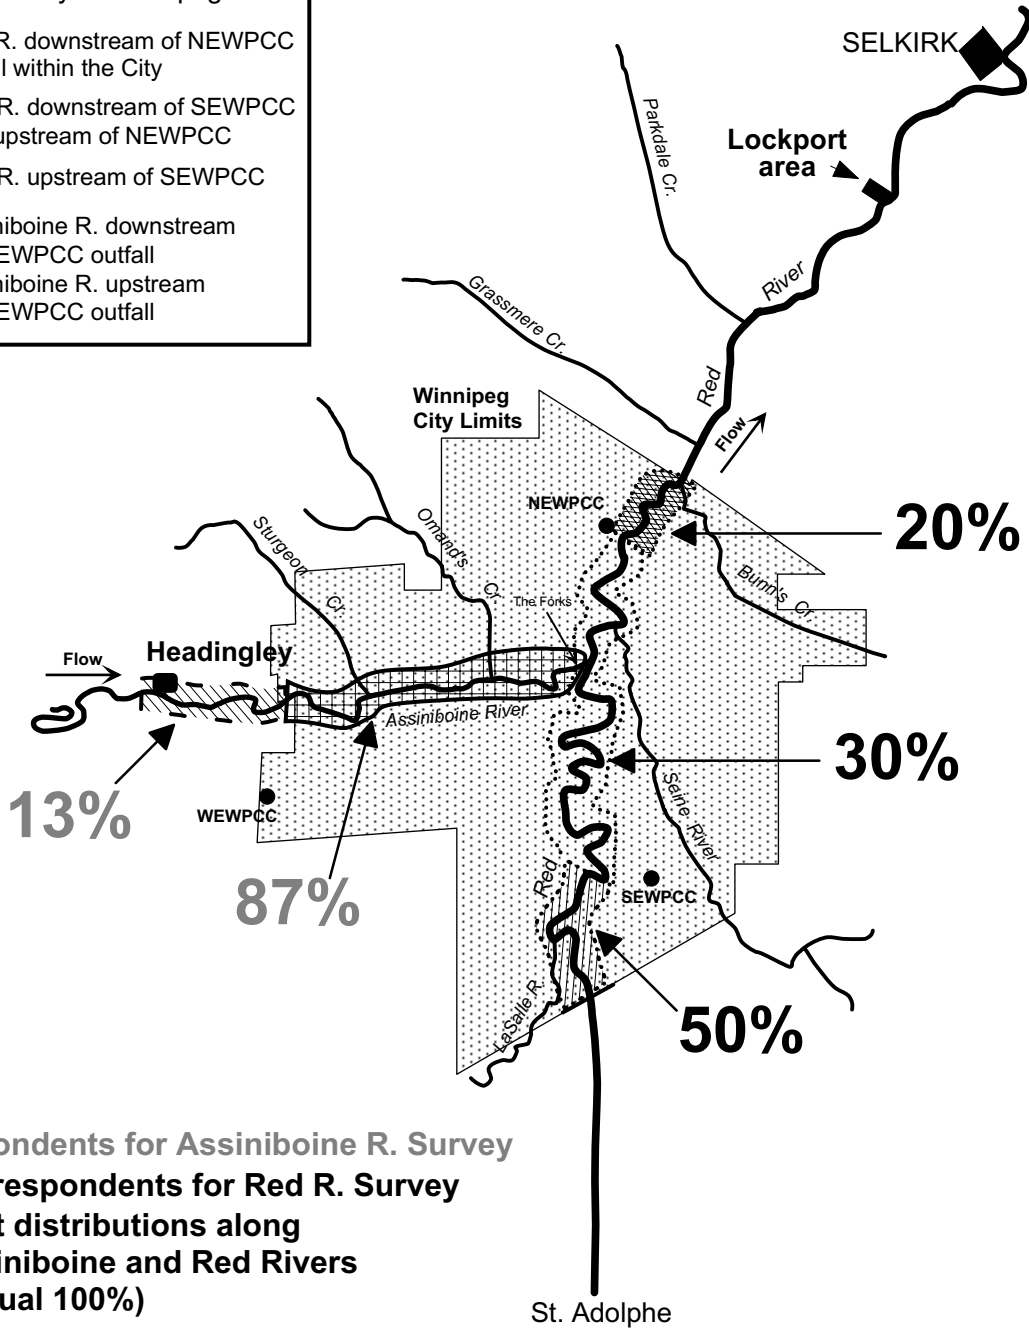 R. downstream of NEWPCC
l within the City
R. downstream of SEWPCC
upstream of NEWPCC
R. upstream of SEWPCC
niboine R. downstream
EWPCC outfall
niboine R. upstream
EWPCC outfall
SELKIRK
Lockport
area
Parkdale Cr.
River
Grassmere Cr.
Red
Flow
Winnipeg
City Limits
NEWPCC
20%
Omand's
Cr
Sturgeon
Cr
Bunn's Cr
The Forks
Flow
Headingley
Assiniboine River
30%
13%
WEWPCC
Seine River
87%
Red
SEWPCC
50%
LaSalle R.
ondents for Assiniboine R. Survey
respondents for Red R. Survey
t distributions along
iniboine and Red Rivers
ual 100%)
St. Adolphe